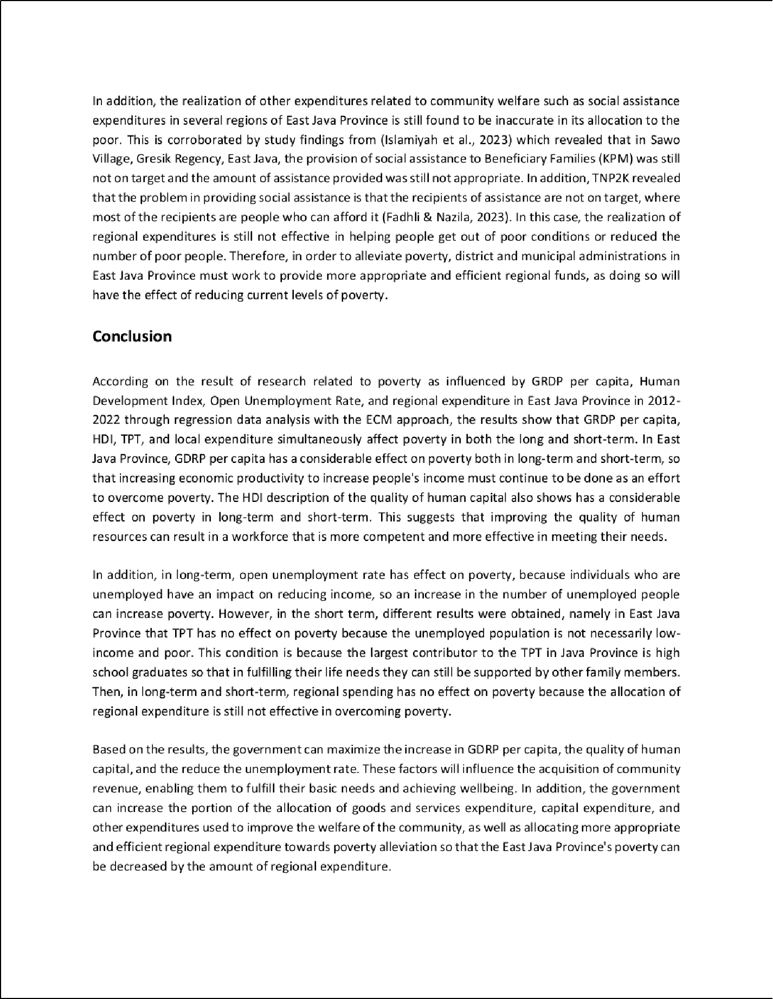 In addition, the realization of other expenditures related to community welfare such as social assistance
expenditures in several regions of East Java Province is still found to be inaccurate in its allocation to the
poor. This is corroborated by study findings from (Islamiyah et al., 2023) which revealed that in Sawo
Village, Gresik Regency, East Java, the provision of social assistance to Beneficiary Families (KPM) was still
not on target and the amount of assistance provided was still not appropriate. In addition, TNP2K revealed
that the problem in providing social assistance is that the recipients of assistance are not on target, where
most of the recipients are people who can afford it (Fadhli & Nazila, 2023). In this case, the realization of
regional expenditures is still not effective in helping people get out of poor conditions or reduced the
number of poor people. Therefore, in order to alleviate poverty, district and municipal administrations in
East Java Province must work to provide more appropriate and efficient regional funds, as doing so will
have the effect of reducing current levels of poverty.
Conclusion
According on the result of research related to poverty as influenced by GRDP per capita, Human
Development Index, Open Unemployment Rate, and regional expenditure in East Java Province in 2012-
2022 through regression data analysis with the ECM approach, the results show that GRDP per capita,
HDI, TPT, and local expenditure simultaneously affect poverty in both the long and short-term. In East
Java Province, GDRP per capita has a considerable effect on poverty both in long-term and short-term, so
that increasing economic productivity to increase people's income must continue to be done as an effort
to overcome poverty. The HDI description of the quality of human capital also shows has a considerable
effect on poverty in long-term and short-term. This suggests that improving the quality of human
resources can result in a workforce that is more competent and more effective in meeting their needs.
In addition, in long-term, open unemployment rate has effect on poverty, because individuals who are
unemployed have an impact on reducing income, so an increase in the number of unemployed people
can increase poverty. However, in the short term, different results were obtained, namely in East Java
Province that TPT has no effect on poverty because the unemployed population is not necessarily low-
income and poor. This condition is because the largest contributor to the TPT in Java Province is high
school graduates so that in fulfilling their life needs they can still be supported by other family members.
Then, in long-term and short-term, regional spending has no effect on poverty because the allocation of
regional expenditure is still not effective in overcoming poverty.
Based on the results, the government can maximize the increase in GDRP per capita, the quality of human
capital, and the reduce the unemployment rate. These factors will influence the acquisition of community
revenue, enabling them to fulfill their basic needs and achieving wellbeing. In addition, the government
can increase the portion of the allocation of goods and services expenditure, capital expenditure, and
other expenditures used to improve the welfare of the community, as well as allocating more appropriate
and efficient regional expenditure towards poverty alleviation so that the East Java Province's poverty can
be decreased by the amount of regional expenditure.